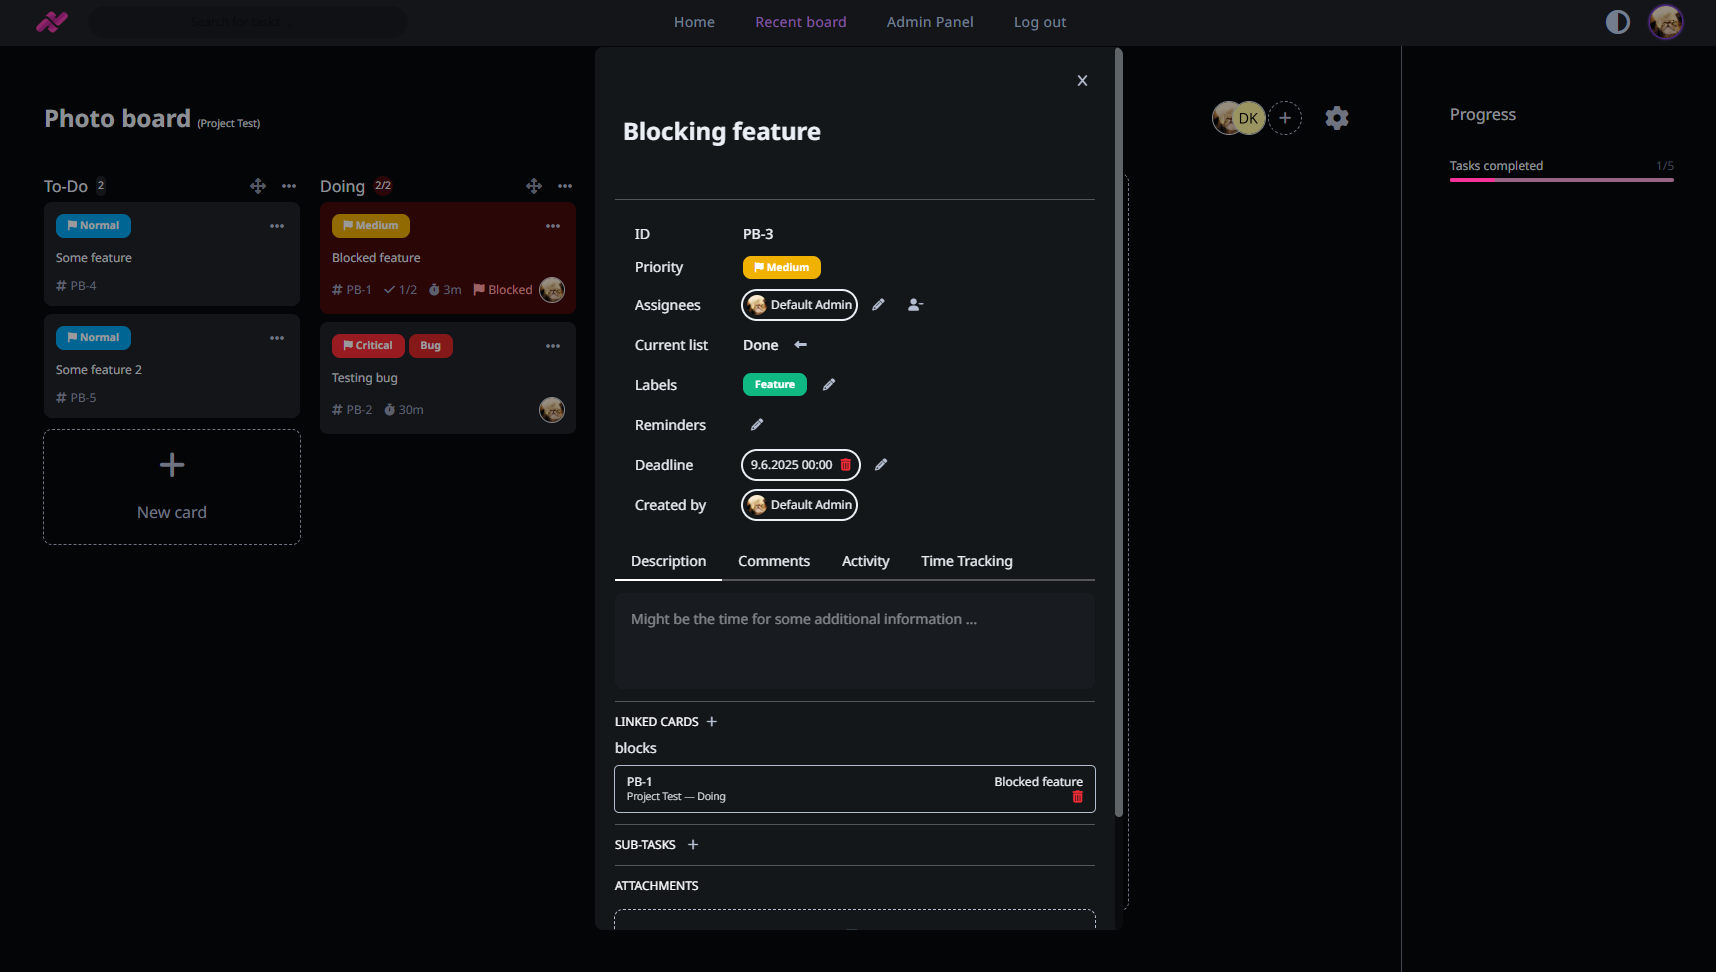 Search for tasks ...
Home
Recent board
Admin Panel
Log out
Photo board (Project Test)
DK
Progress
Tasks completed 1/5
To-Do 2
Normal
Some feature
# PB-4
Normal
Some feature 2
# PB-5
New card
Doing 2/2
Medium
Blocked feature
# PB-1 1/2 3m Blocked
Critical Bug
Testing bug
# PB-2 30m
Blocking feature
ID PB-3
Priority Medium
Assignees Default Admin
Current list Done
Labels Feature
Reminders
Deadline 9.6.2025 00:00
Created by Default Admin
Description Comments Activity Time Tracking
Might be the time for some additional information ...
LINKED CARDS
blocks
PB-1 Blocked feature
Project Test — Doing
SUB-TASKS
ATTACHMENTS